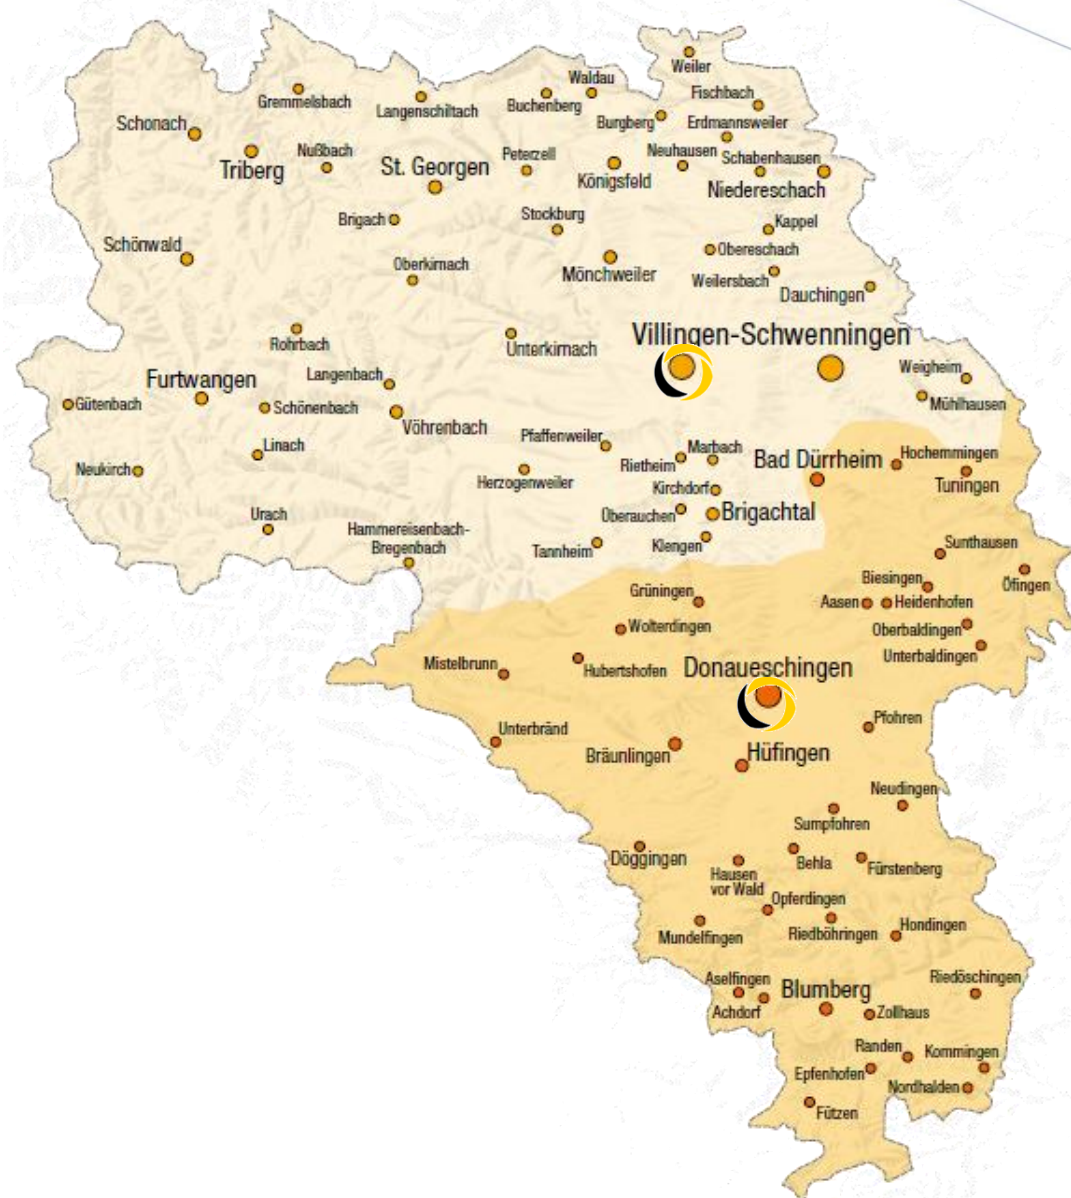 Weiler
Waldau
Gremmelsbach
Langenschiltach
Buchenberg
Fischbach
Schonach
Burgberg
Erdmannsweiler
Nußbach
Triberg
St. Georgen
Peterzell
Königsfeld
Neuhausen
Schabenhausen
Niedereschach
Brigach
Stockburg
Kappel
Schönwald
Oberkirnach
Mönchweiler
Obereschach
Weilersbach
Dauchingen
Rohrbach
Unterkirnach
Villingen-Schwenningen
Furtwangen
Langenbach
Weigheim
Gütenbach
Schönenbach
Vöhrenbach
Mühlhausen
Linach
Pfaffenweiler
Marbach
Neukirch
Herzogenweiler
Rietheim
Bad Dürrheim
Hochemmingen
Kirchdorf
Tuningen
Urach
Hammereisenbach-
Bregenbach
Überauchen
Brigachtal
Tannheim
Klengen
Sunthausen
Grüningen
Biesingen
Öfingen
Aasen
Heidenhofen
Wolterdingen
Oberbaldingen
Mistelbrunn
Hubertshofen
Donaueschingen
Unterbaldingen
Unterbränd
Pfohren
Bräunlingen
Hüfingen
Neudingen
Sumpfohren
Döggingen
Hausen
vor Wald
Behla
Fürstenberg
Opferdingen
Mundelfingen
Riedböhringen
Hondingen
Aselfingen
Achdorf
Blumberg
Riedöschingen
Zollhaus
Randen
Kommingen
Epfenhofen
Nordhalden
Fützen